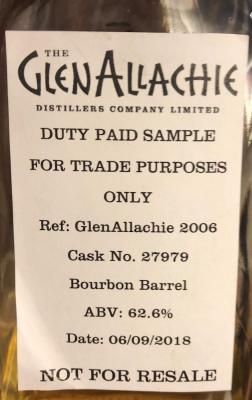 THE
GLENALLACHIE
DISTILLERS COMPANY LIMITED
DUTY PAID SAMPLE
FOR TRADE PURPOSES
ONLY
Ref: GlenAllachie 2006
Cask No. 27979
Bourbon Barrel
ABV: 62.6%
Date: 06/09/2018
NOT FOR RESALE